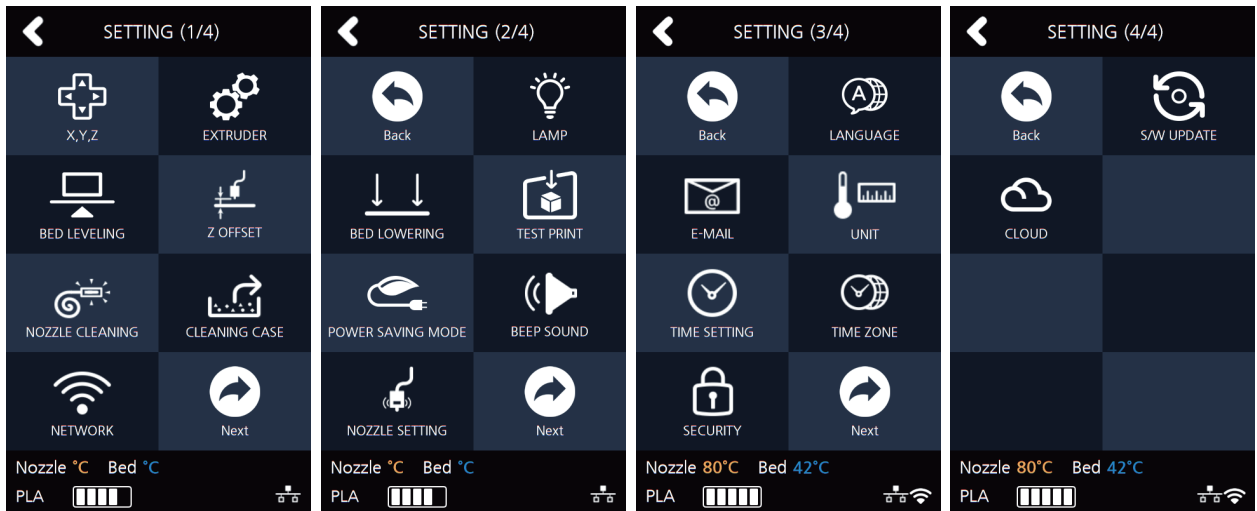 SETTING (1/4)
X,Y,Z
EXTRUDER
BED LEVELING
Z OFFSET
NOZZLE CLEANING
CLEANING CASE
NETWORK
Next
Nozzle °C Bed °C
PLA
SETTING (2/4)
Back
LAMP
BED LOWERING
TEST PRINT
POWER SAVING MODE
BEEP SOUND
NOZZLE SETTING
Next
Nozzle °C Bed °C
PLA
SETTING (3/4)
Back
A
LANGUAGE
@
E-MAIL
UNIT
TIME SETTING
TIME ZONE
SECURITY
Next
Nozzle 80°C Bed 42°C
PLA
SETTING (4/4)
Back
S/W UPDATE
CLOUD
Nozzle 80°C Bed 42°C
PLA